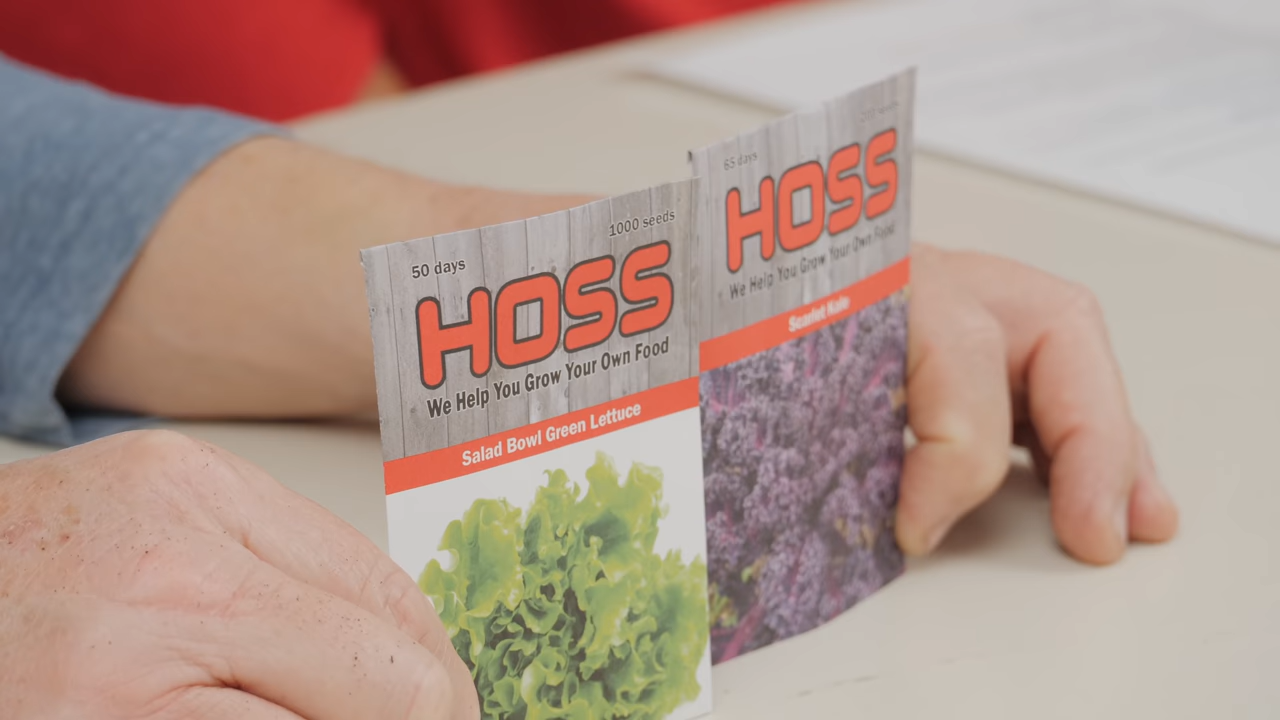 50 days
1000 seeds
HOSS
We Help You Grow Your Own Food
Salad Bowl Green Lettuce
65 days
HOSS
We Help You Grow Your Own Food
Scarlet Kale